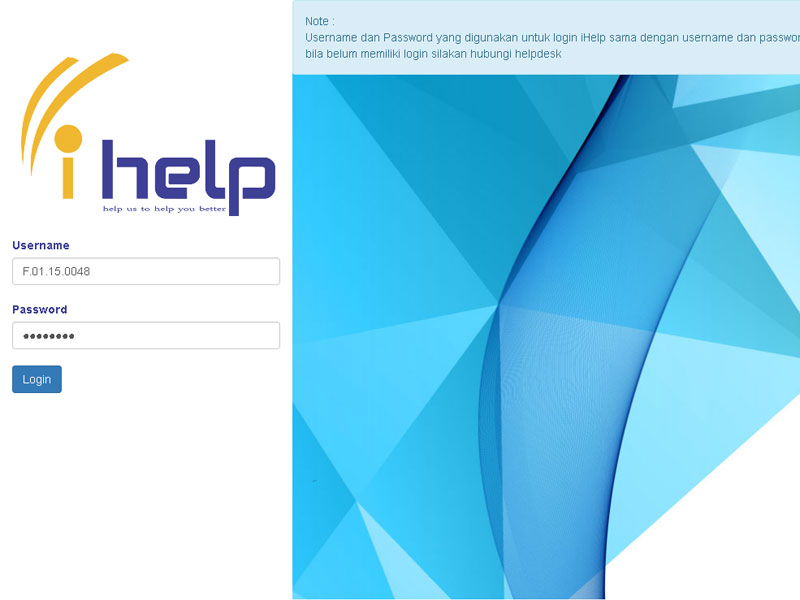 i help
help us to help you better
Username
F.01.15.0048
Password
Login
Note :
Username dan Password yang digunakan untuk login iHelp sama dengan username dan
bila belum memiliki login silakan hubungi helpdesk